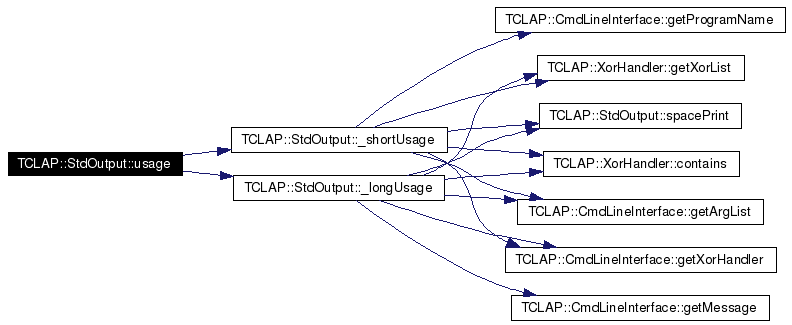 TCLAP::CmdLineInterface::getProgramName
TCLAP::XorHandler::getXorList
TCLAP::StdOutput::spacePrint
TCLAP::StdOutput::_shortUsage
TCLAP::StdOutput::usage
TCLAP::XorHandler::contains
TCLAP::StdOutput::_longUsage
TCLAP::CmdLineInterface::getArgList
TCLAP::CmdLineInterface::getXorHandler
TCLAP::CmdLineInterface::getMessage